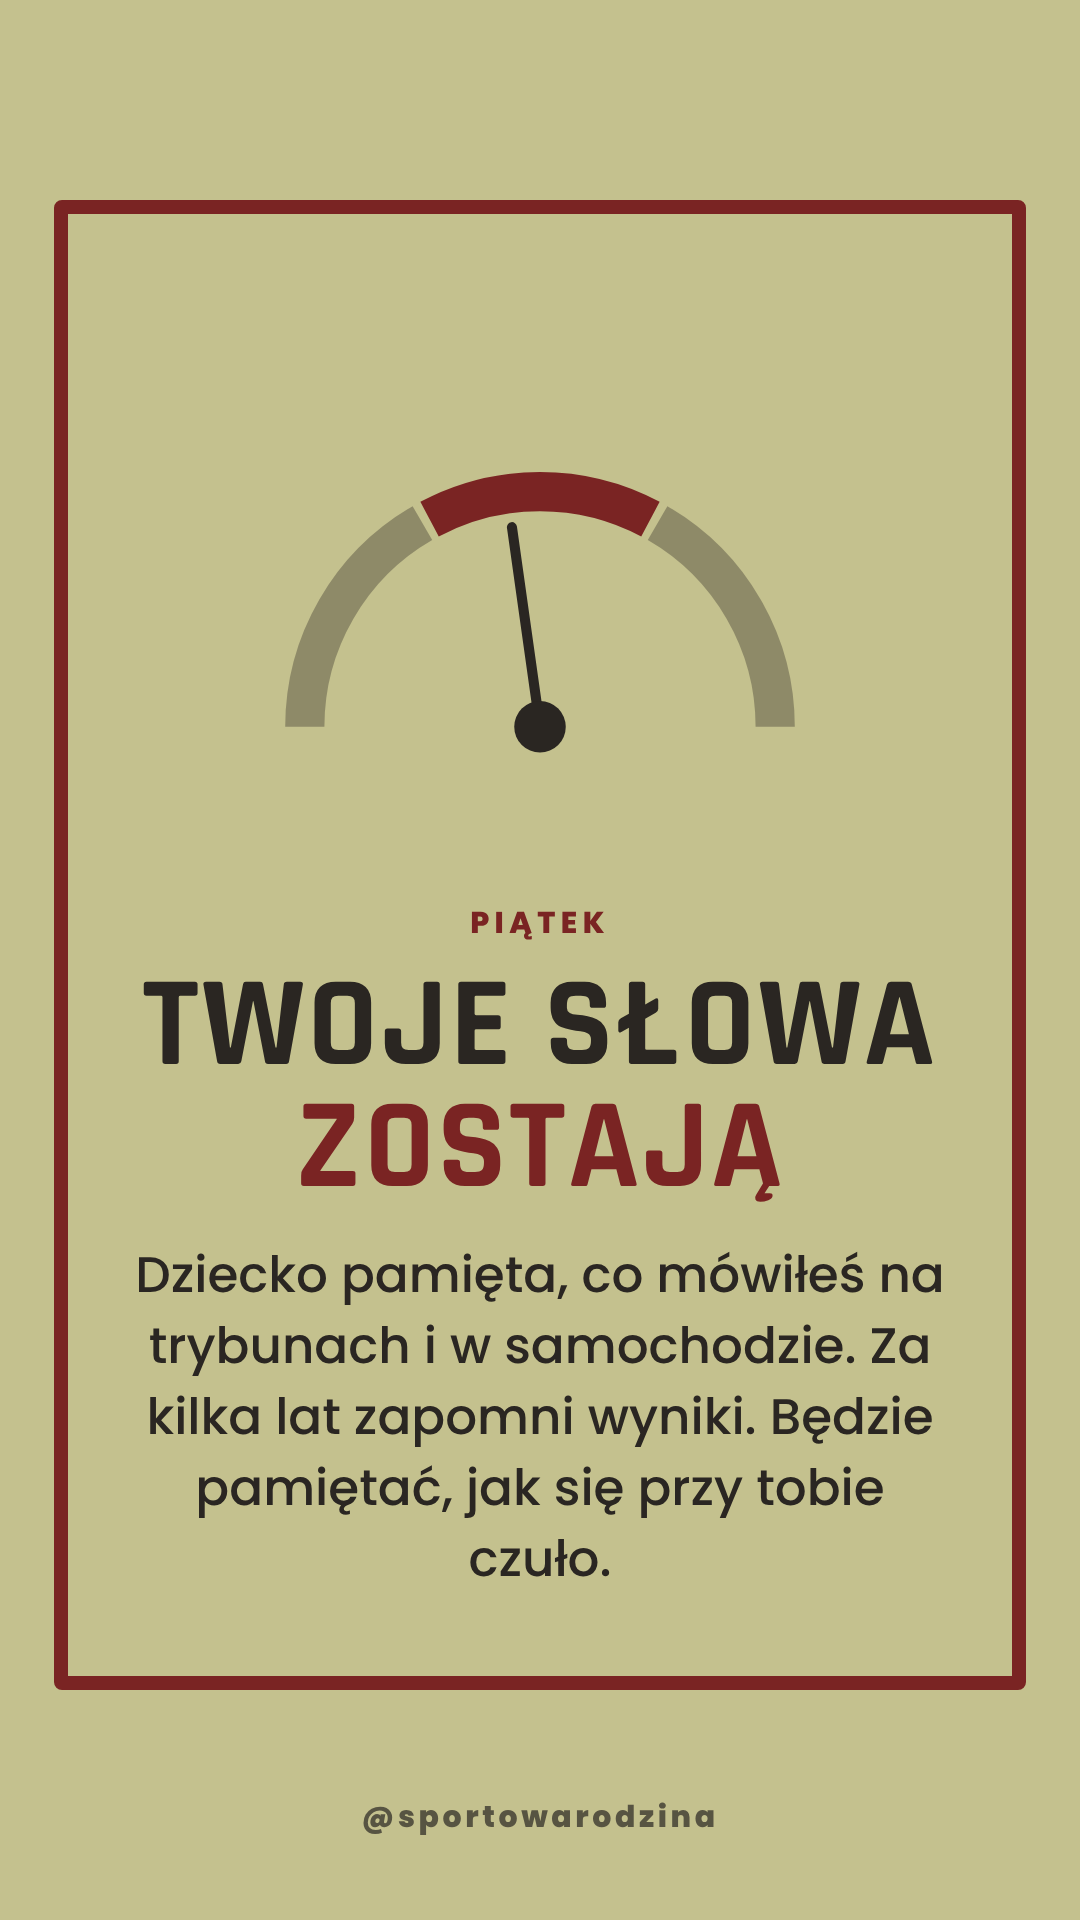 PIĄTEK
TWOJE SŁOWA
ZOSTAJĄ
Dziecko pamięta, co mówiłeś na
trybunach i w samochodzie. Za
kilka lat zapomni wyniki. Będzie
pamiętać, jak się przy tobie
czuło.
@sportowarodzina